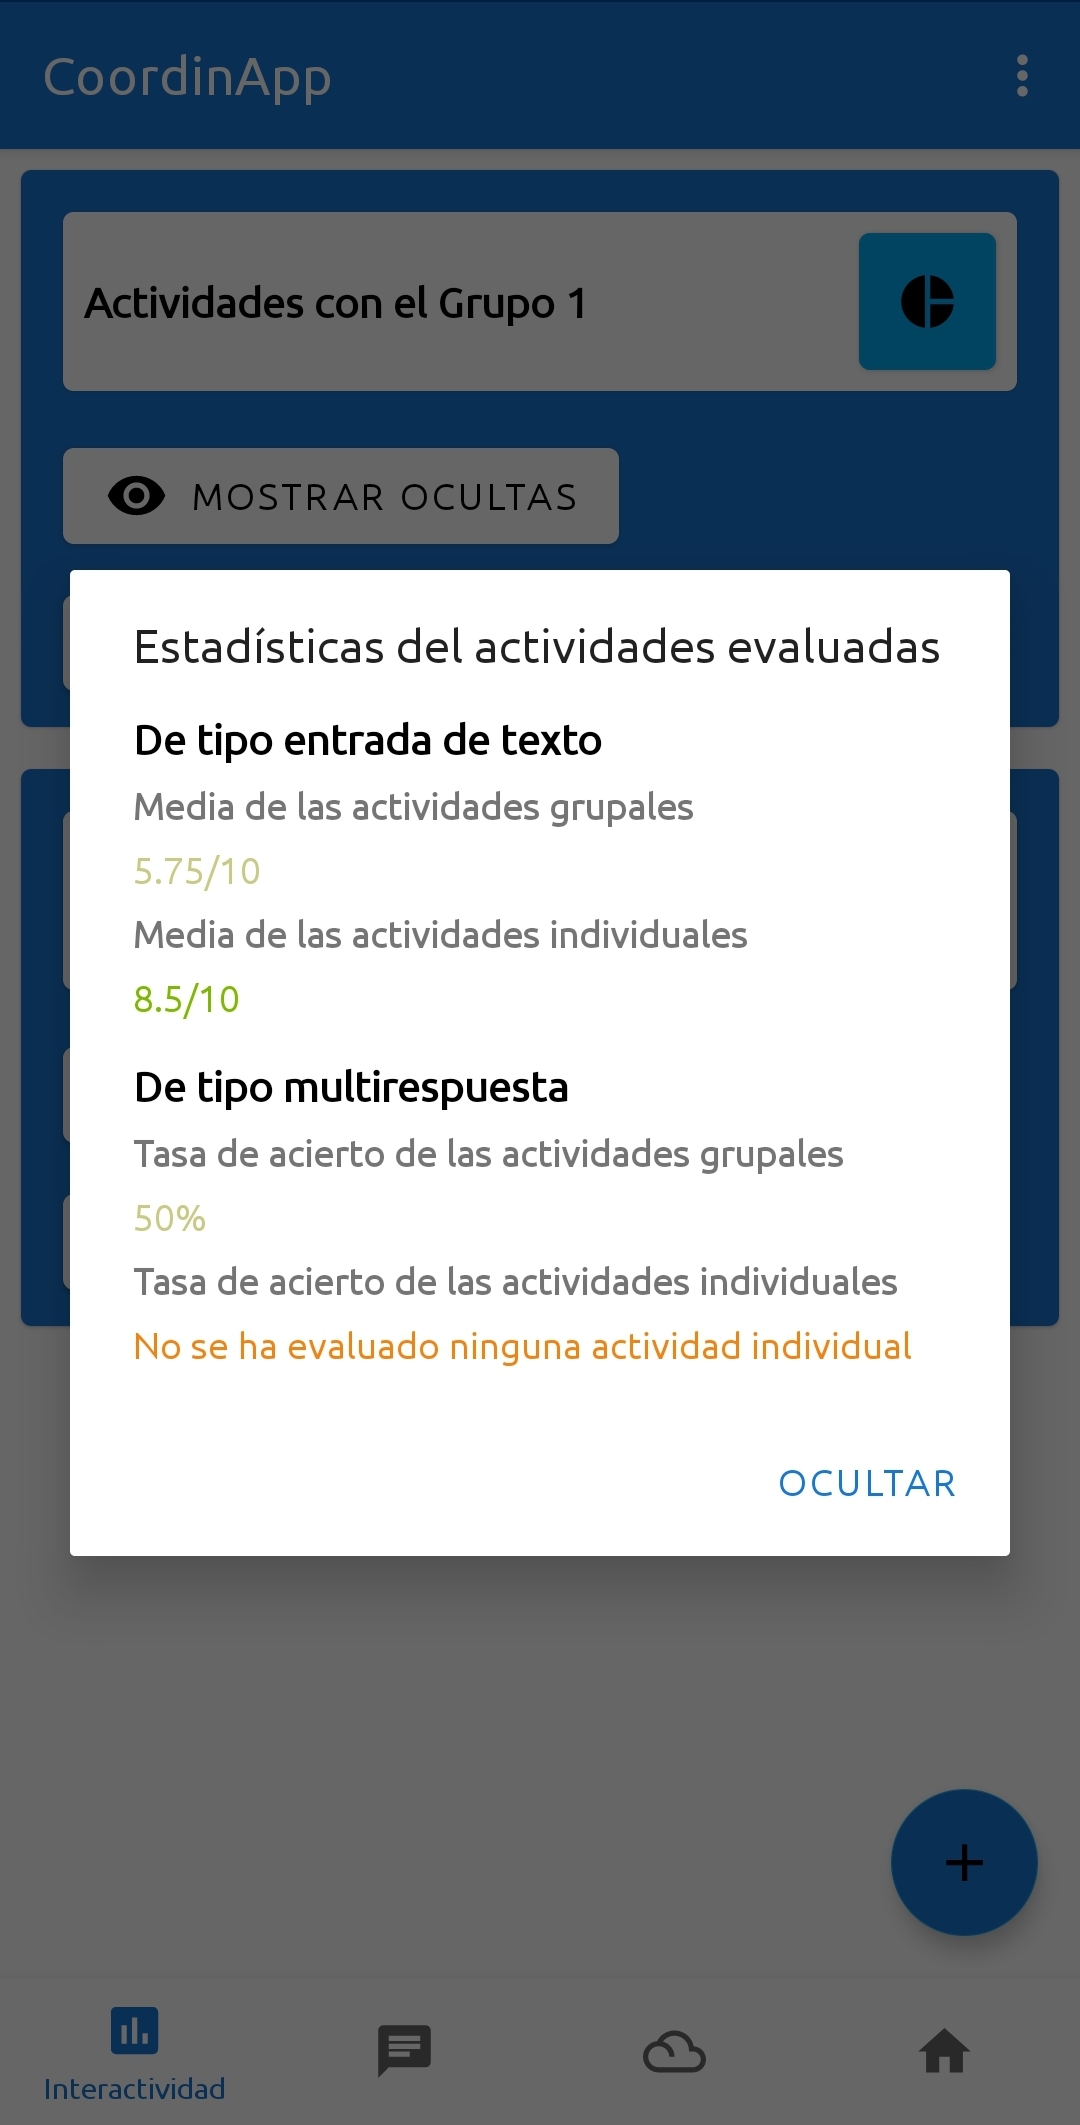 CoordinApp
Actividades con el Grupo 1
MOSTRAR OCULTAS
Estadísticas del actividades evaluadas
De tipo entrada de texto
Media de las actividades grupales
5.75/10
Media de las actividades individuales
8.5/10
De tipo multirespuesta
Tasa de acierto de las actividades grupales
50%
Tasa de acierto de las actividades individuales
No se ha evaluado ninguna actividad individual
OCULTAR
Interactividad